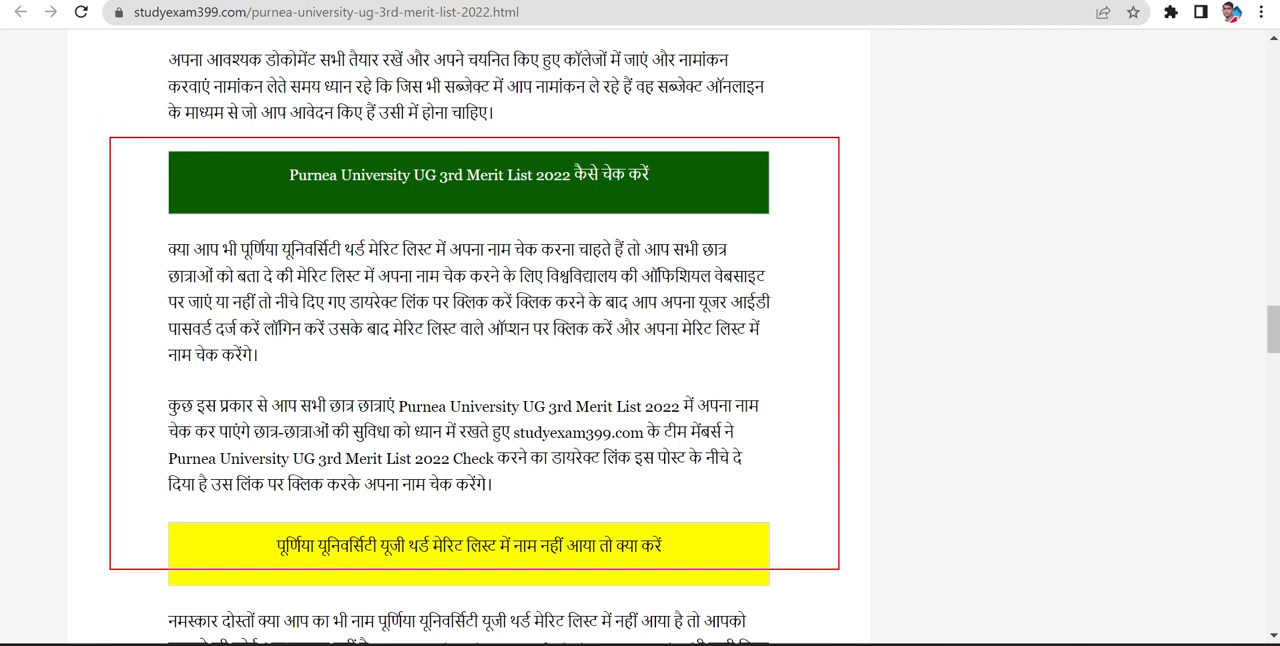 studyexam399.com/purnea-university-ug-3rd-merit-list-2022.html
अपना आवश्यक डोकोमेंट सभी तैयार रखें और अपने चयनित किए हुए कॉलेजों में जाएं और नामांकन
करवाएं नामांकन लेते समय ध्यान रहे कि जिस भी सब्जेक्ट में आप नामांकन ले रहे हैं वह सब्जेक्ट ऑनलाइन
के माध्यम से जो आप आवेदन किए हैं उसी में होना चाहिए।
Purnea University UG 3rd Merit List 2022 कैसे चेक करें
क्या आप भी पूर्णिया यूनिवर्सिटी थर्ड मेरिट लिस्ट में अपना नाम चेक करना चाहते हैं तो आप सभी छात्र
छात्राओं को बता दे की मेरिट लिस्ट में अपना नाम चेक करने के लिए विश्वविद्यालय की ऑफिशियल वेबसाइट
पर जाएं या नहीं तो नीचे दिए गए डायरेक्ट लिंक पर क्लिक करें क्लिक करने के बाद आप अपना यूजर आईडी
पासवर्ड दर्ज करें लॉगिन करें उसके बाद मेरिट लिस्ट वाले ऑप्शन पर क्लिक करें और अपना मेरिट लिस्ट में
नाम चेक करेंगे।
कुछ इस प्रकार से आप सभी छात्र छात्राएं Purnea University UG 3rd Merit List 2022 में अपना नाम
चेक कर पाएंगे छात्र-छात्राओं की सुविधा को ध्यान में रखते हुए studyexam399.com के टीम मेंबर्स ने
Purnea University UG 3rd Merit List 2022 Check करने का डायरेक्ट लिंक इस पोस्ट के नीचे दे
दिया है उस लिंक पर क्लिक करके अपना नाम चेक करेंगे।
पूर्णिया यूनिवर्सिटी यूजी थर्ड मेरिट लिस्ट में नाम नहीं आया तो क्या करें
नमस्कार दोस्तों क्या आप का भी नाम पूर्णिया यूनिवर्सिटी यूजी थर्ड मेरिट लिस्ट में नहीं आया है तो आपको